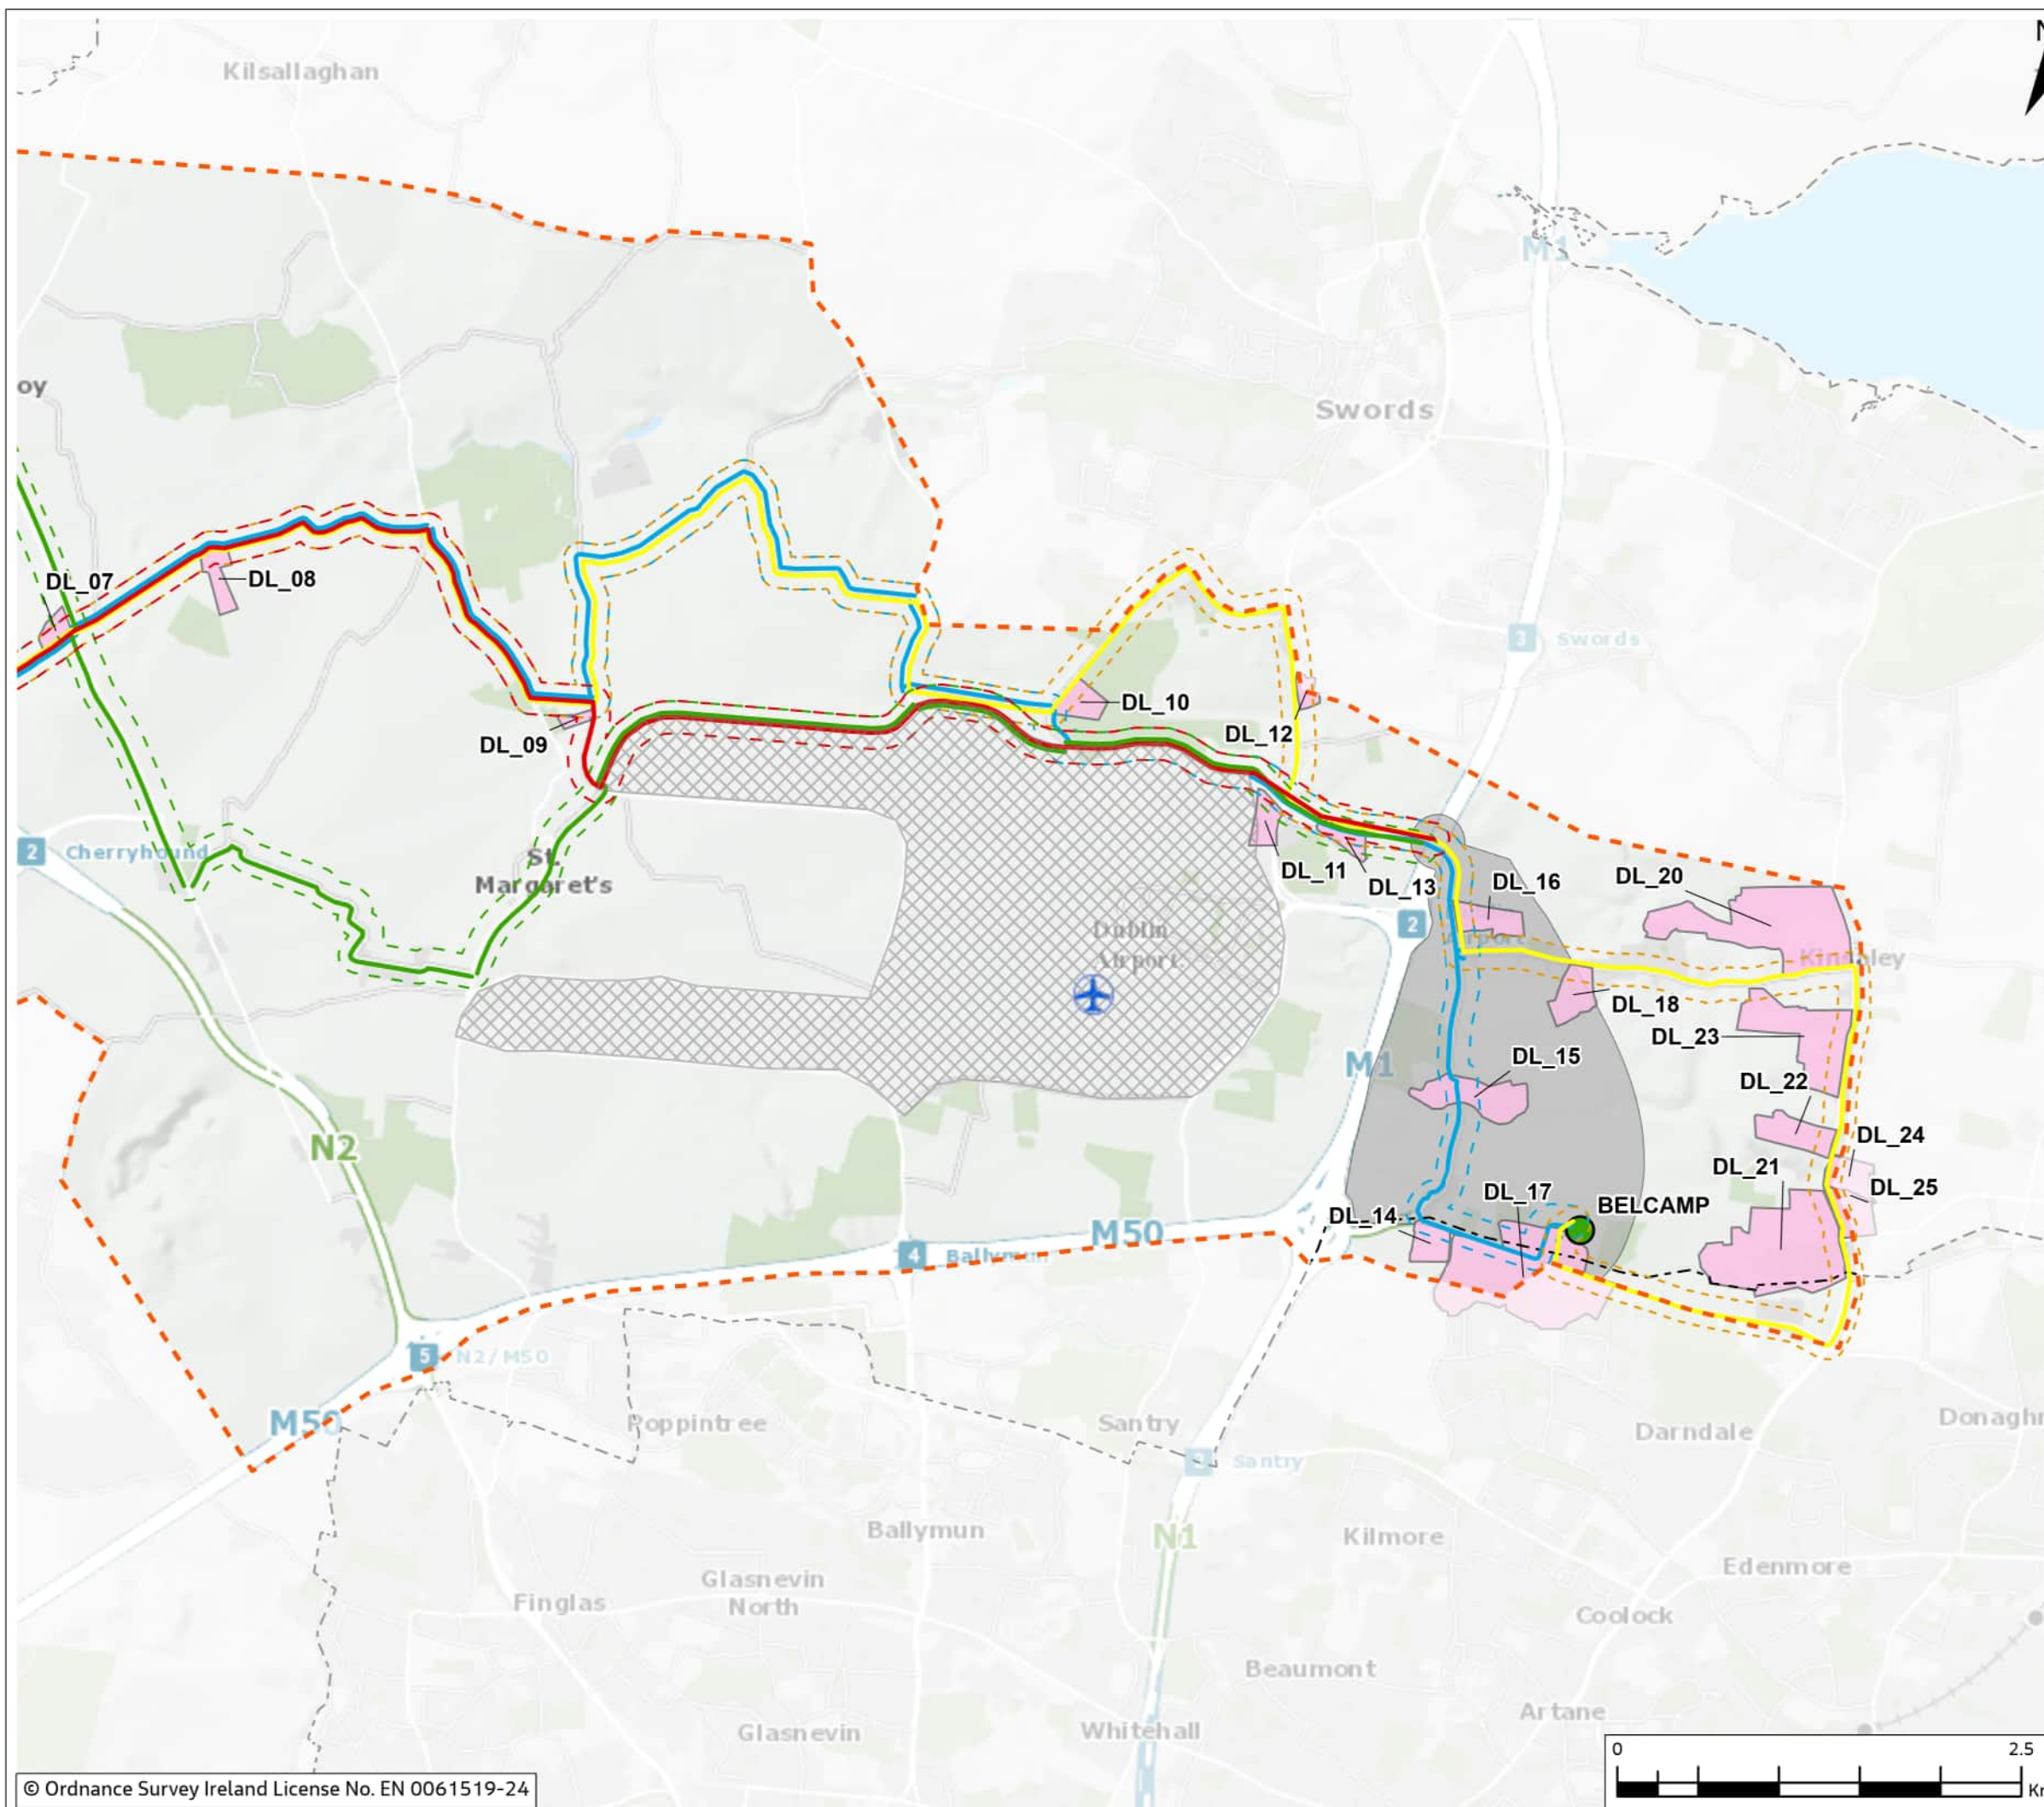 N
Kilsallaghan
M1
oy
Swords
DL_07
DL_08
3 Swords
DL_10
DL_12
DL_09
2 Cherryhound
St.
Margaret's
DL_11
DL_13
DL_16
DL_20
2
Airport
Dublin
Airport
Kinsaley
DL_18
DL_23
DL_15
M1
DL_22
N2
DL_24
DL_21
DL_25
DL_17
BELCAMP
DL_14
M50
4 Ballymun
5 N2/M50
M50
Poppintree
Santry
Darndale
Donaghm
Santry
Ballymun
N1
Kilmore
Edenmore
Glasnevin
North
Finglas
Coolock
Beaumont
Artane
Glasnevin
Whitehall
0 2.5
Km
© Ordnance Survey Ireland License No. EN 0061519-24